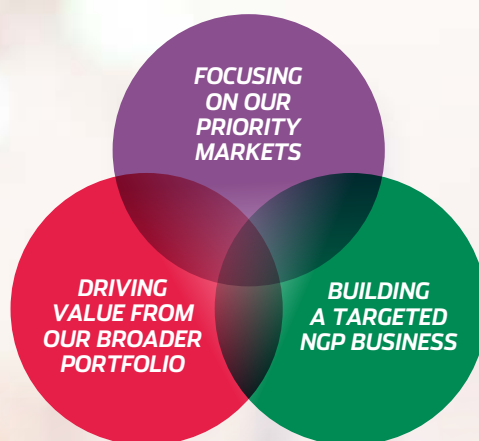 FOCUSING
ON OUR
PRIORITY
MARKETS
DRIVING
VALUE FROM
OUR BROADER
PORTFOLIO
BUILDING
A TARGETED
NGP BUSINESS